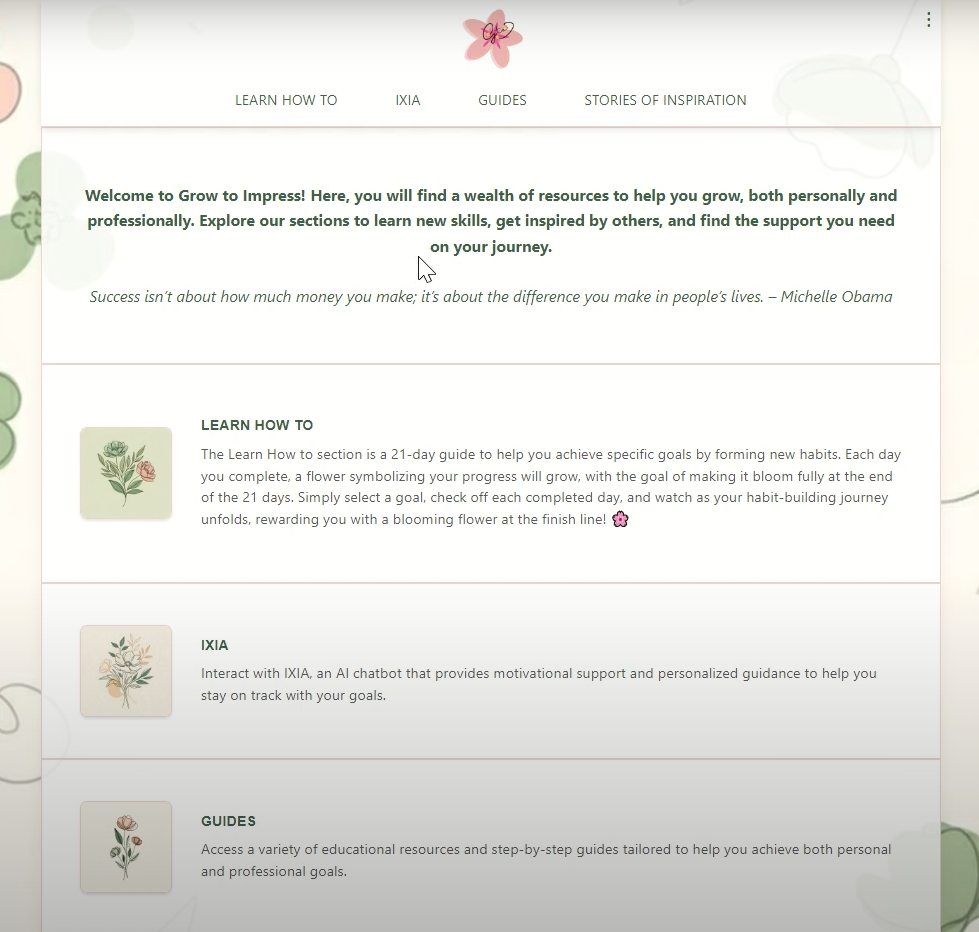 LEARN HOW TO IXIA GUIDES STORIES OF INSPIRATION
Welcome to Grow to Impress! Here, you will find a wealth of resources to help you grow, both personally and
professionally. Explore our sections to learn new skills, get inspired by others, and find the support you need
on your journey.
Success isn't about how much money you make; it's about the difference you make in people's lives. – Michelle Obama
LEARN HOW TO
The Learn How to section is a 21-day guide to help you achieve specific goals by forming new habits. Each day
you complete, a flower symbolizing your progress will grow, with the goal of making it bloom fully at the end
of the 21 days. Simply select a goal, check off each completed day, and watch as your habit-building journey
unfolds, rewarding you with a blooming flower at the finish line! 🌸
IXIA
Interact with IXIA, an AI chatbot that provides motivational support and personalized guidance to help you
stay on track with your goals.
GUIDES
Access a variety of educational resources and step-by-step guides tailored to help you achieve both personal
and professional goals.